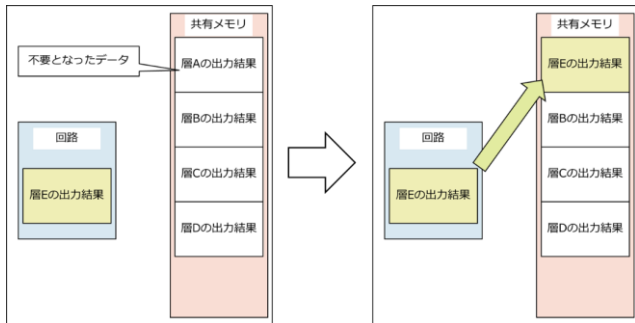 共有メモリ
不要となったデータ
層Aの出力結果
層Bの出力結果
回路
層Cの出力結果
層Eの出力結果
層Dの出力結果
共有メモリ
層Eの出力結果
層Bの出力結果
回路
層Cの出力結果
層Eの出力結果
層Dの出力結果